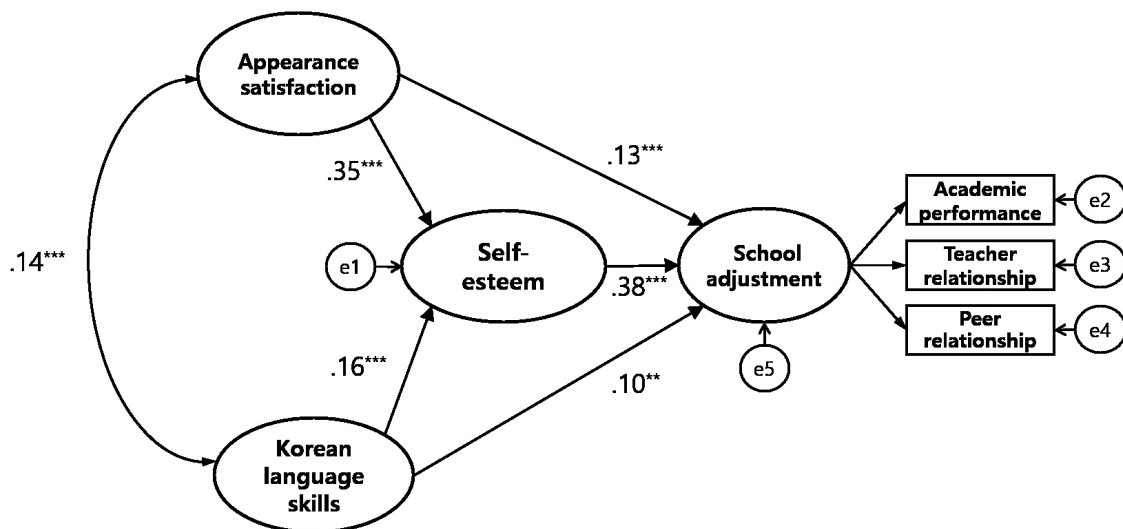 Appearance
satisfaction
.35***
.13***
.14***
e1
Self-
esteem
.38***
School
adjustment
Academic
performance
e2
Teacher
relationship
e3
Peer
relationship
e4
.16***
.10**
e5
Korean
language
skills